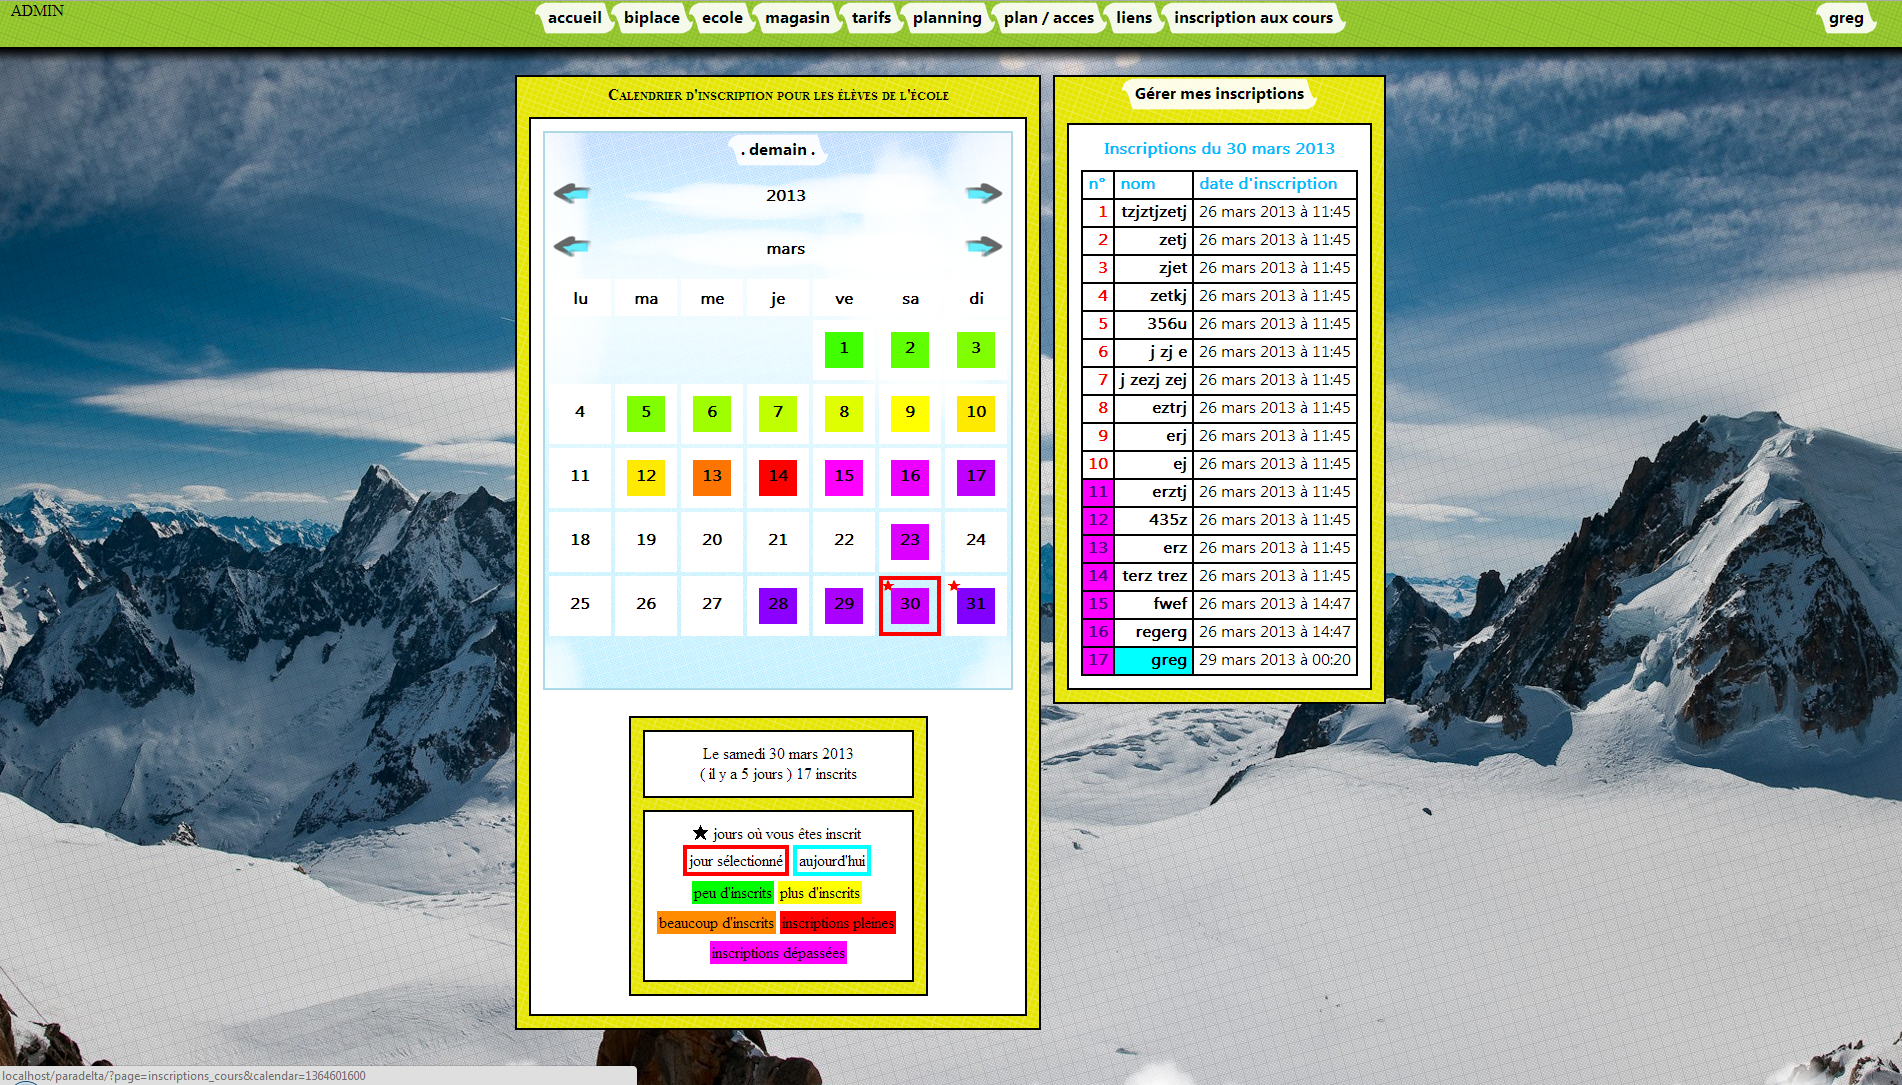 ADMIN
accueil biplace ecole magasin tarifs planning plan / acces liens inscription aux cours greg
Calendrier d'inscription pour les élèves de l'école
. demain .
2013
mars
lu ma me je ve sa di
1 2 3
4 5 6 7 8 9 10
11 12 13 14 15 16 17
18 19 20 21 22 23 24
25 26 27 28 29 30 31
Le samedi 30 mars 2013
( il y a 5 jours ) 17 inscrits
★ jours où vous êtes inscrit
jour sélectionné aujourd'hui
peu d'inscrits plus d'inscrits
beaucoup d'inscrits inscriptions pleines
inscriptions dépassées
Gérer mes inscriptions
Inscriptions du 30 mars 2013
n° nom date d'inscription
1 tzjztjzetj 26 mars 2013 à 11:45
2 zetj 26 mars 2013 à 11:45
3 zjet 26 mars 2013 à 11:45
4 zetkj 26 mars 2013 à 11:45
5 356u 26 mars 2013 à 11:45
6 j zj e 26 mars 2013 à 11:45
7 j zezj zej 26 mars 2013 à 11:45
8 eztrj 26 mars 2013 à 11:45
9 erj 26 mars 2013 à 11:45
10 ej 26 mars 2013 à 11:45
11 erztj 26 mars 2013 à 11:45
12 435z 26 mars 2013 à 11:45
13 erz 26 mars 2013 à 11:45
14 terz trez 26 mars 2013 à 11:45
15 fwef 26 mars 2013 à 14:47
16 regerg 26 mars 2013 à 14:47
17 greg 29 mars 2013 à 00:20
localhost/paradelta/?page=inscriptions_cours&calendar=1364601600